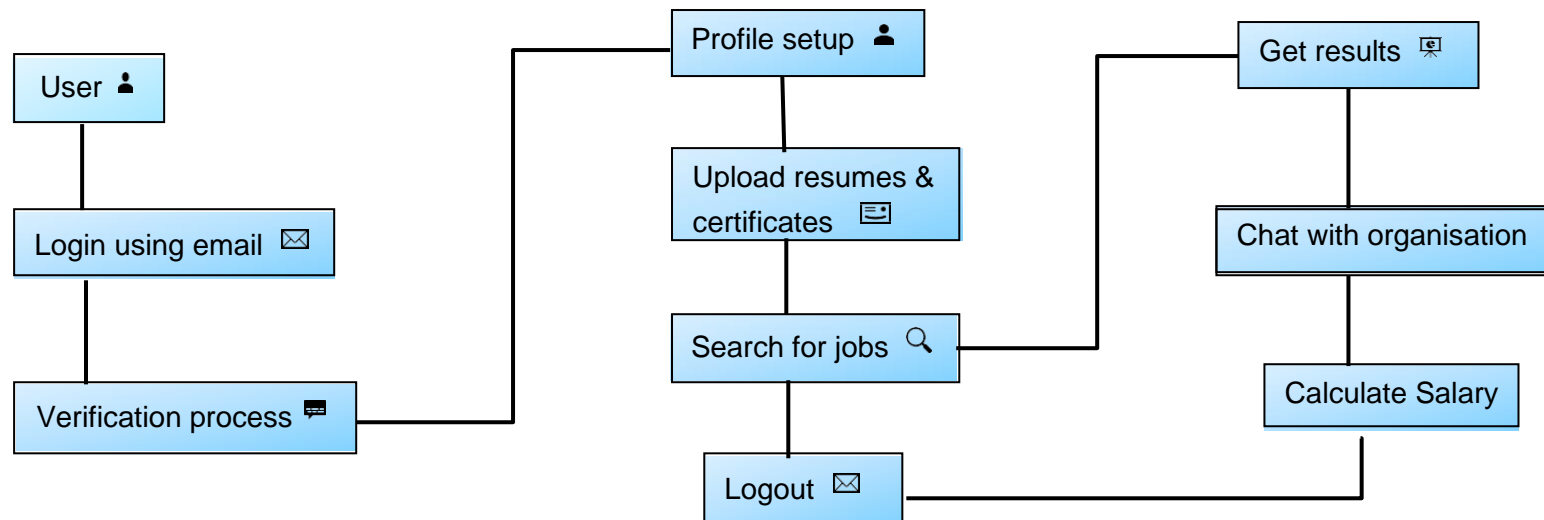 User
Login using email
Verification process
Profile setup
Upload resumes &
certificates
Search for jobs
Logout
Get results
Chat with organisation
Calculate Salary